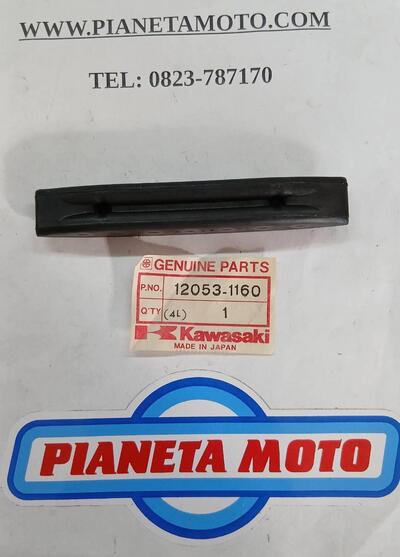 WWW.PIANETAMOTO.COM
TEL: 0823-787170
GENUINE PARTS
P.NO. 12053-1160
Q'TY (4L) 1
Kawasaki
MADE IN JAPAN
PIANETA MOTO